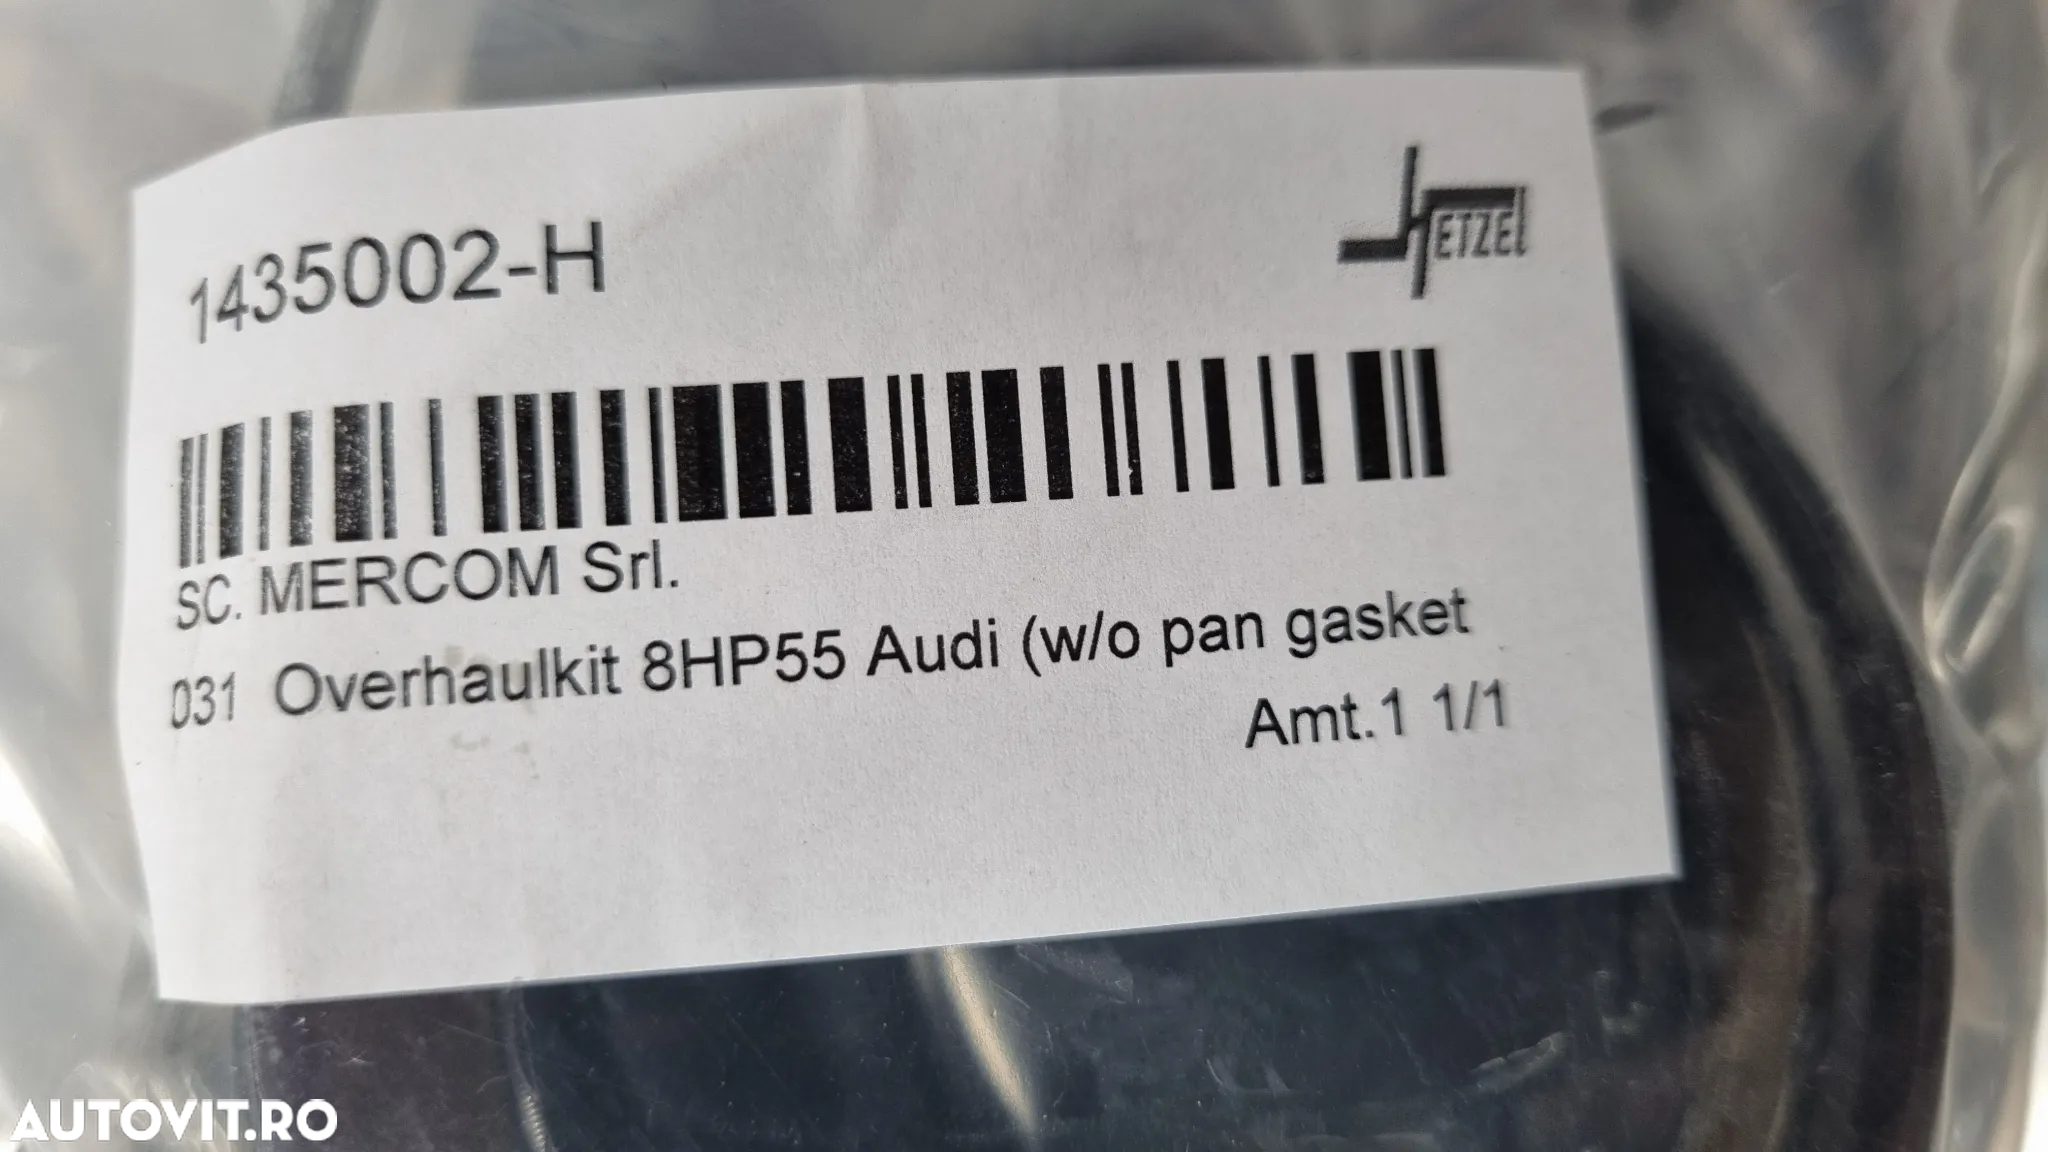 1435002-H
HETZEL
SC. MERCOM Srl.
031 Overhaulkit 8HP55 Audi (w/o pan gasket
Amt.1 1/1
AUTOVIT.RO